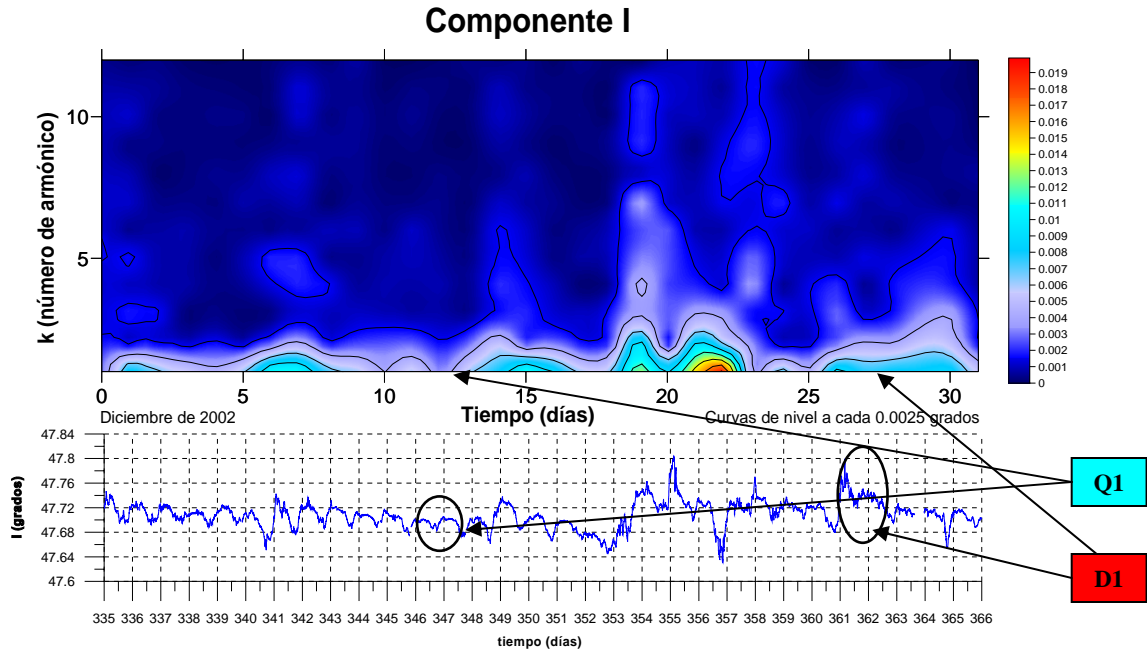 Componente I
k (número de armónico)
10
5
0 5 10 15 20 25 30
Tiempo (días)
Diciembre de 2002
Curvas de nivel a cada 0.0025 grados
0.019
0.018
0.017
0.016
0.015
0.014
0.013
0.012
0.011
0.01
0.009
0.008
0.007
0.006
0.005
0.004
0.003
0.002
0.001
0
I (grados)
47.84
47.8
47.76
47.72
47.68
47.64
47.6
335 336 337 338 339 340 341 342 343 344 345 346 347 348 349 350 351 352 353 354 355 356 357 358 359 360 361 362 363 364 365 366
tiempo (días)
Q1
D1